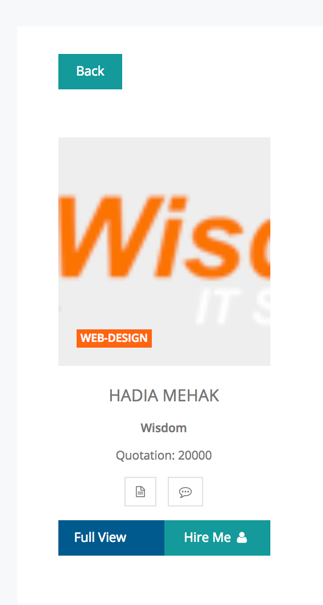 Back
Wisd
IT S
WEB-DESIGN
HADIA MEHAK
Wisdom
Quotation: 20000
Full View
Hire Me